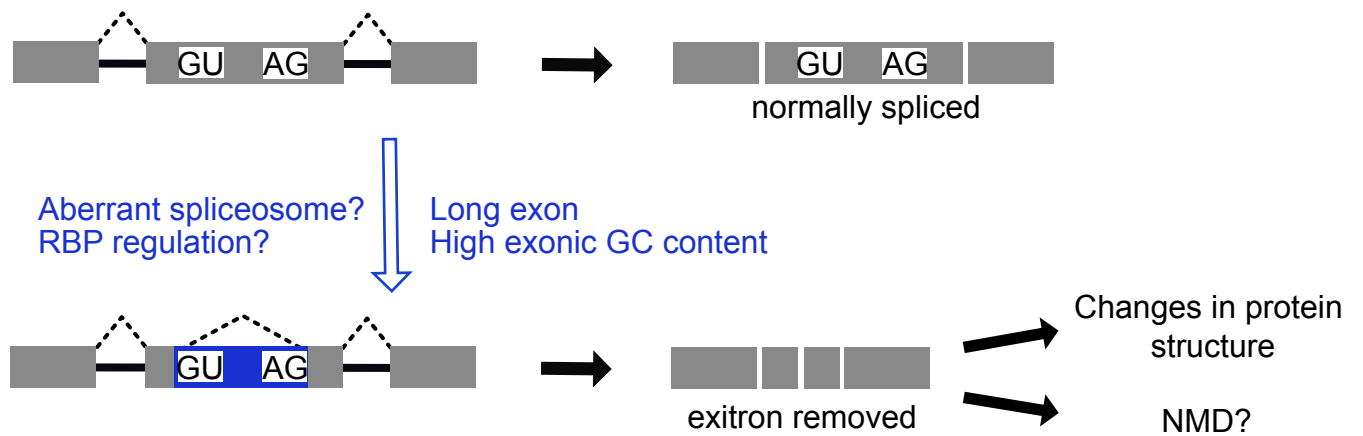 GU AG
GU AG
normally spliced
Aberrant spliceosome?
RBP regulation?
Long exon
High exonic GC content
GU AG
exitron removed
Changes in protein
structure
NMD?